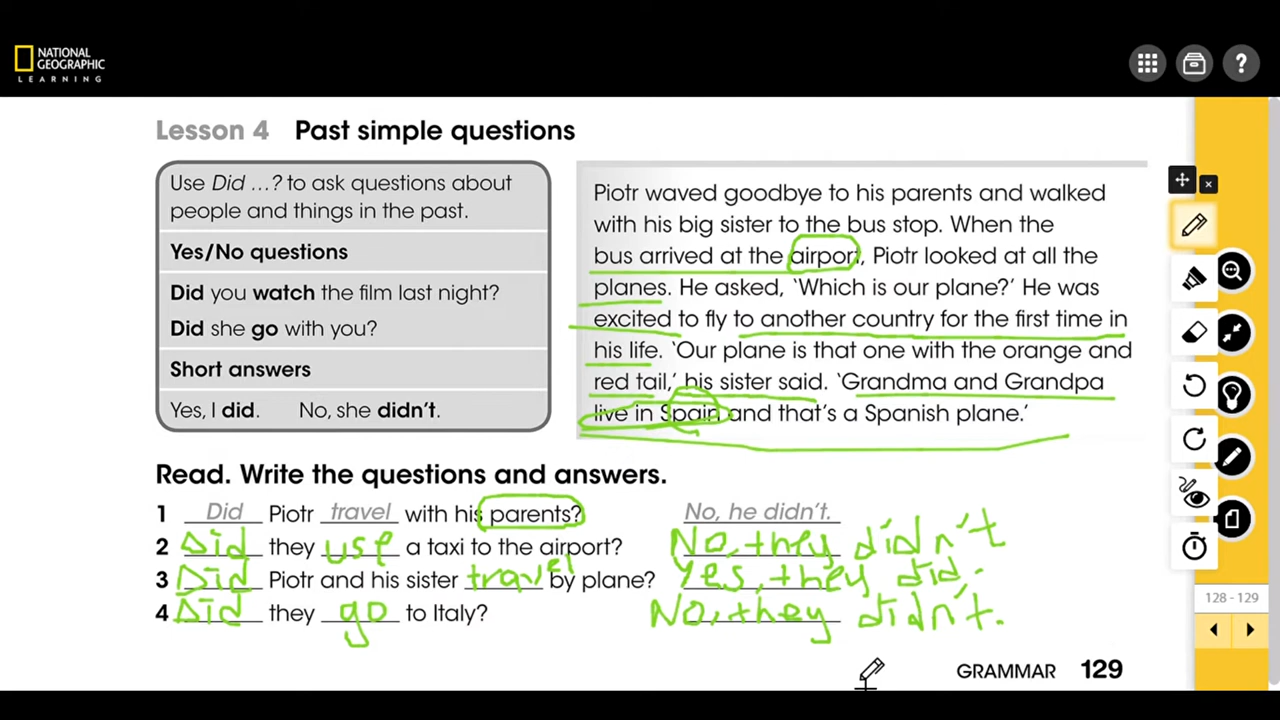 NATIONAL
GEOGRAPHIC
LEARNING
Lesson 4 Past simple questions
Use Did ...? to ask questions about
people and things in the past.
Yes/No questions
Did you watch the film last night?
Did she go with you?
Short answers
Yes, I did. No, she didn't.
Piotr waved goodbye to his parents and walked
with his big sister to the bus stop. When the
bus arrived at the airport, Piotr looked at all the
planes. He asked, 'Which is our plane?' He was
excited to fly to another country for the first time in
his life. 'Our plane is that one with the orange and
red tail,' his sister said. 'Grandma and Grandpa
live in Spain and that's a Spanish plane.'
Read. Write the questions and answers.
1 Did Piotr travel with his parents? No, he didn't.
2 Did they use a taxi to the airport? No, they didn't
3 Did Piotr and his sister travel by plane? Yes, they did.
4 Did they go to Italy? No, they didn't.
128 - 129
GRAMMAR 129